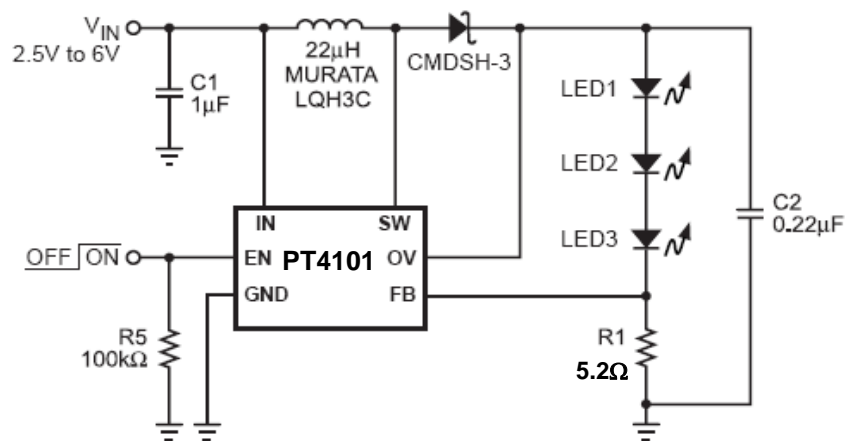 VIN
2.5V to 6V
22μH
MURATA
LQH3C
CMDSH-3
C1
1μF
LED1
LED2
LED3
C2
0.22μF
IN
SW
OFF ON
EN
PT4101
OV
GND
FB
R5
100kΩ
R1
5.2Ω